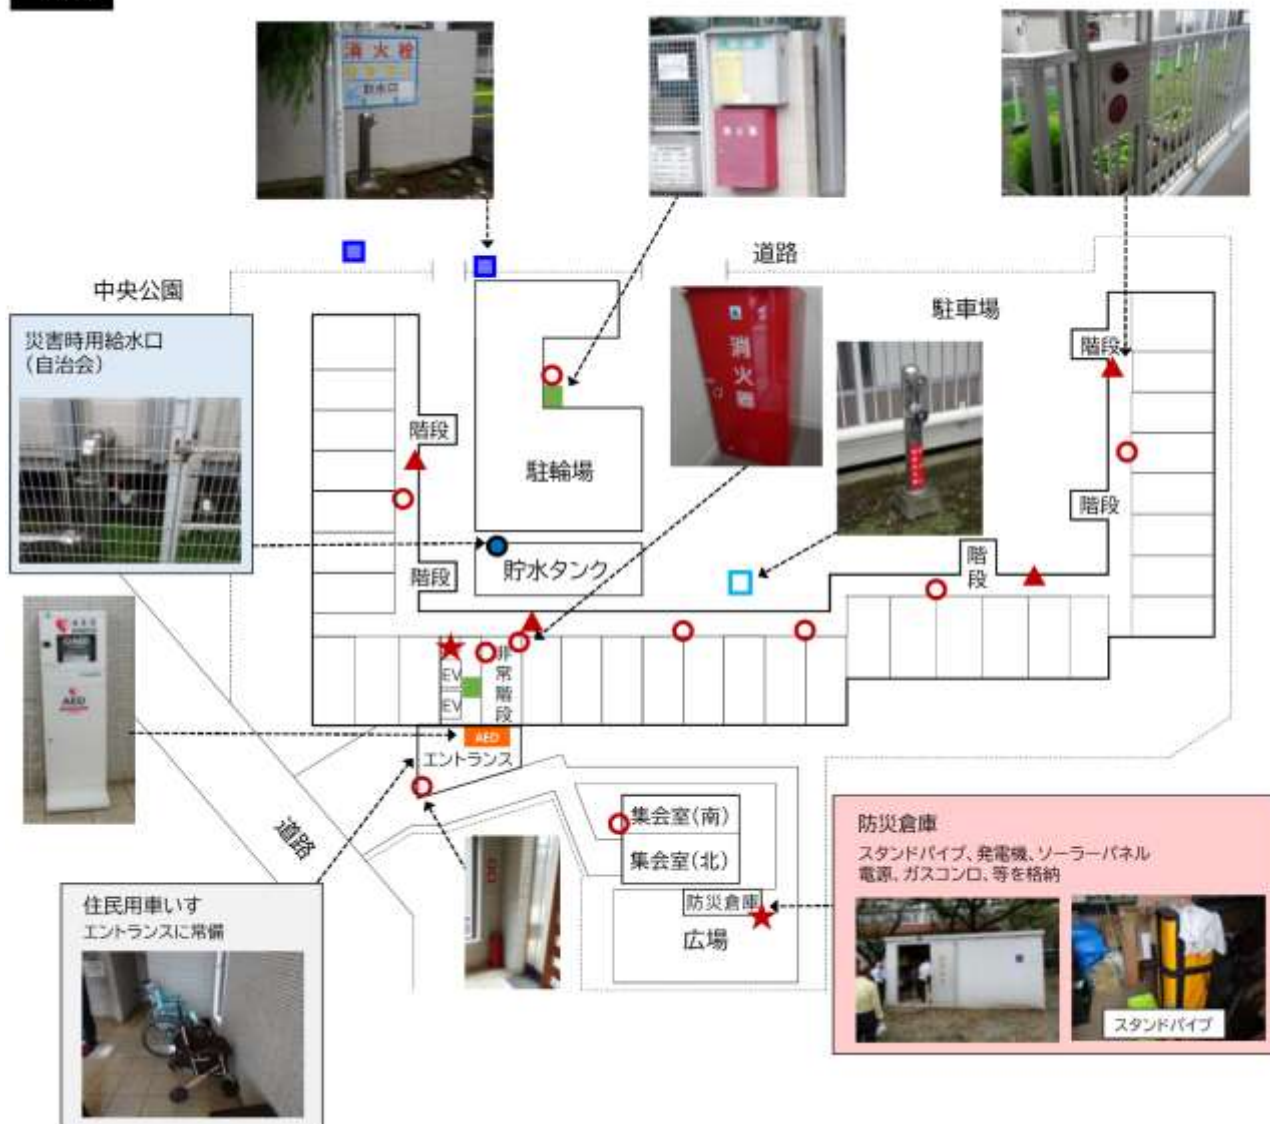 消火栓
取水口
道路
中央公園
駐車場
災害時用給水口
(自治会)
消火器
階段
階段
階段
駐輪場
階段
階段
貯水タンク
EV
EV
非常階段
AED
AED
エントランス
道路
集会室(南)
集会室(北)
防災倉庫
広場
防災倉庫
スタンドパイプ、発電機、ソーラーパネル
電源、ガスコンロ、等を格納
スタンドパイプ
住民用車いす
エントランスに常備